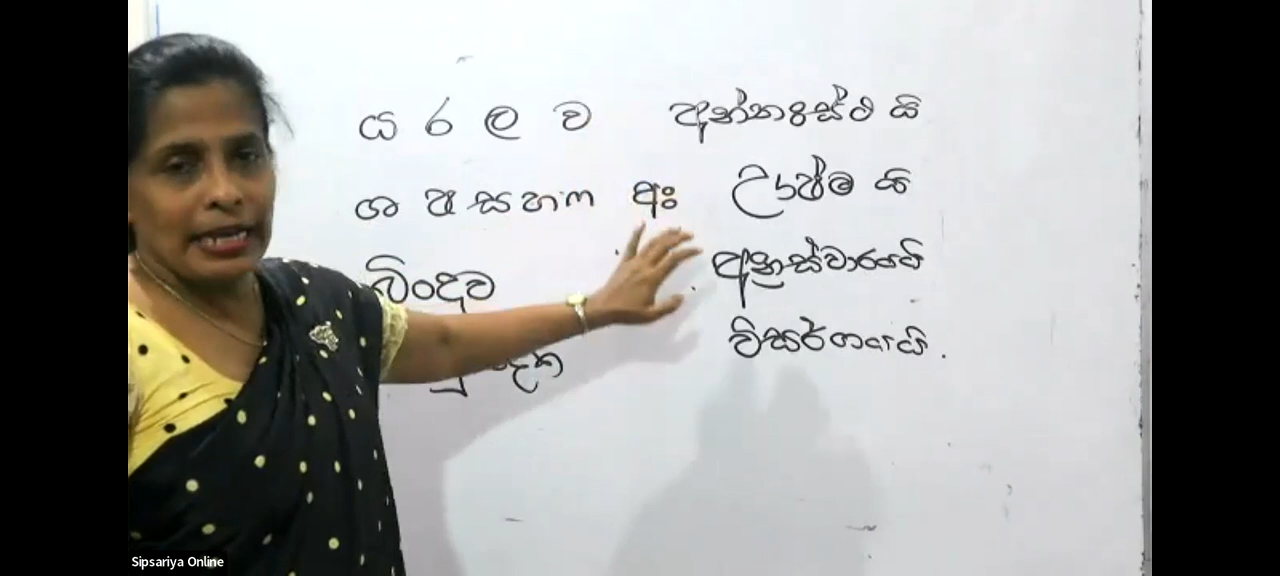 ය ර ල ව අන්තඃස්ථ යි
ශ ෂ ස හ ෆ අඃ ඌෂ්ම යි
බිංදුව අනුස්වාරයයි
විසර්ගයයි.
Sipsariya Online